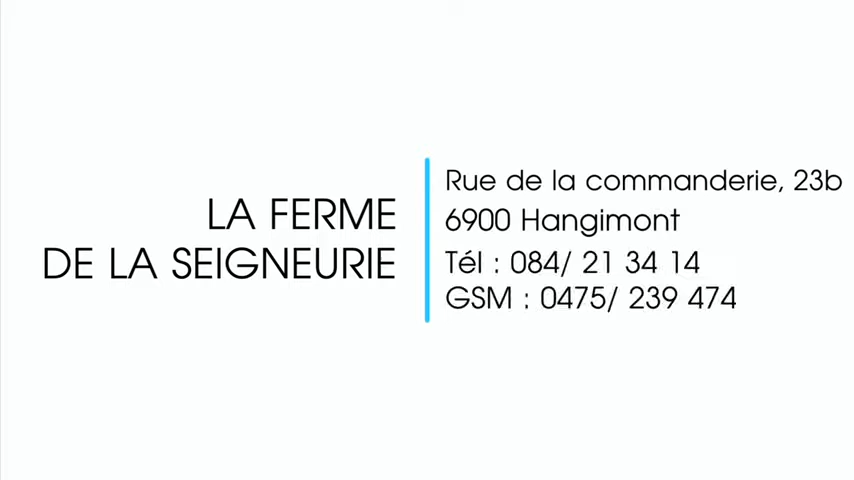 LA FERME
DE LA SEIGNEURIE
Rue de la commanderie, 23b
6900 Hangimont
Tél : 084/ 21 34 14
GSM : 0475/ 239 474